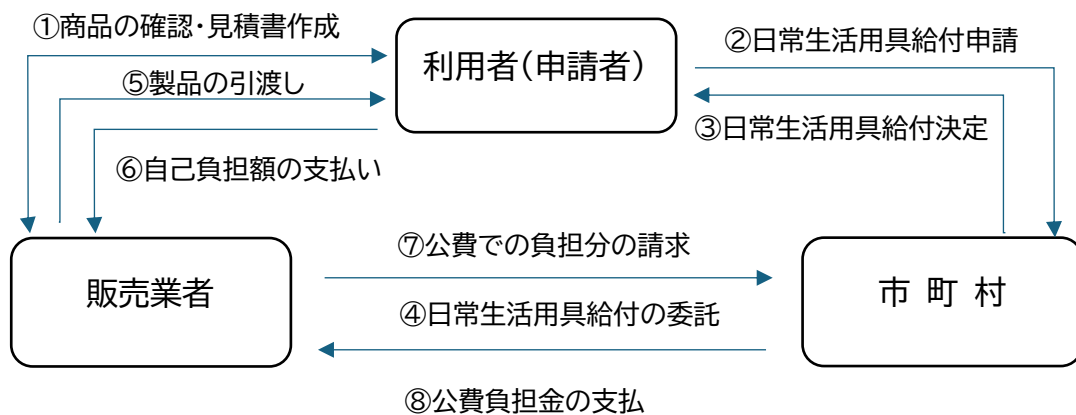 ①商品の確認・見積書作成
利用者(申請者)
②日常生活用具給付申請
⑤製品の引渡し
③日常生活用具給付決定
⑥自己負担額の支払い
⑦公費での負担分の請求
販売業者
市 町 村
④日常生活用具給付の委託
⑧公費負担金の支払